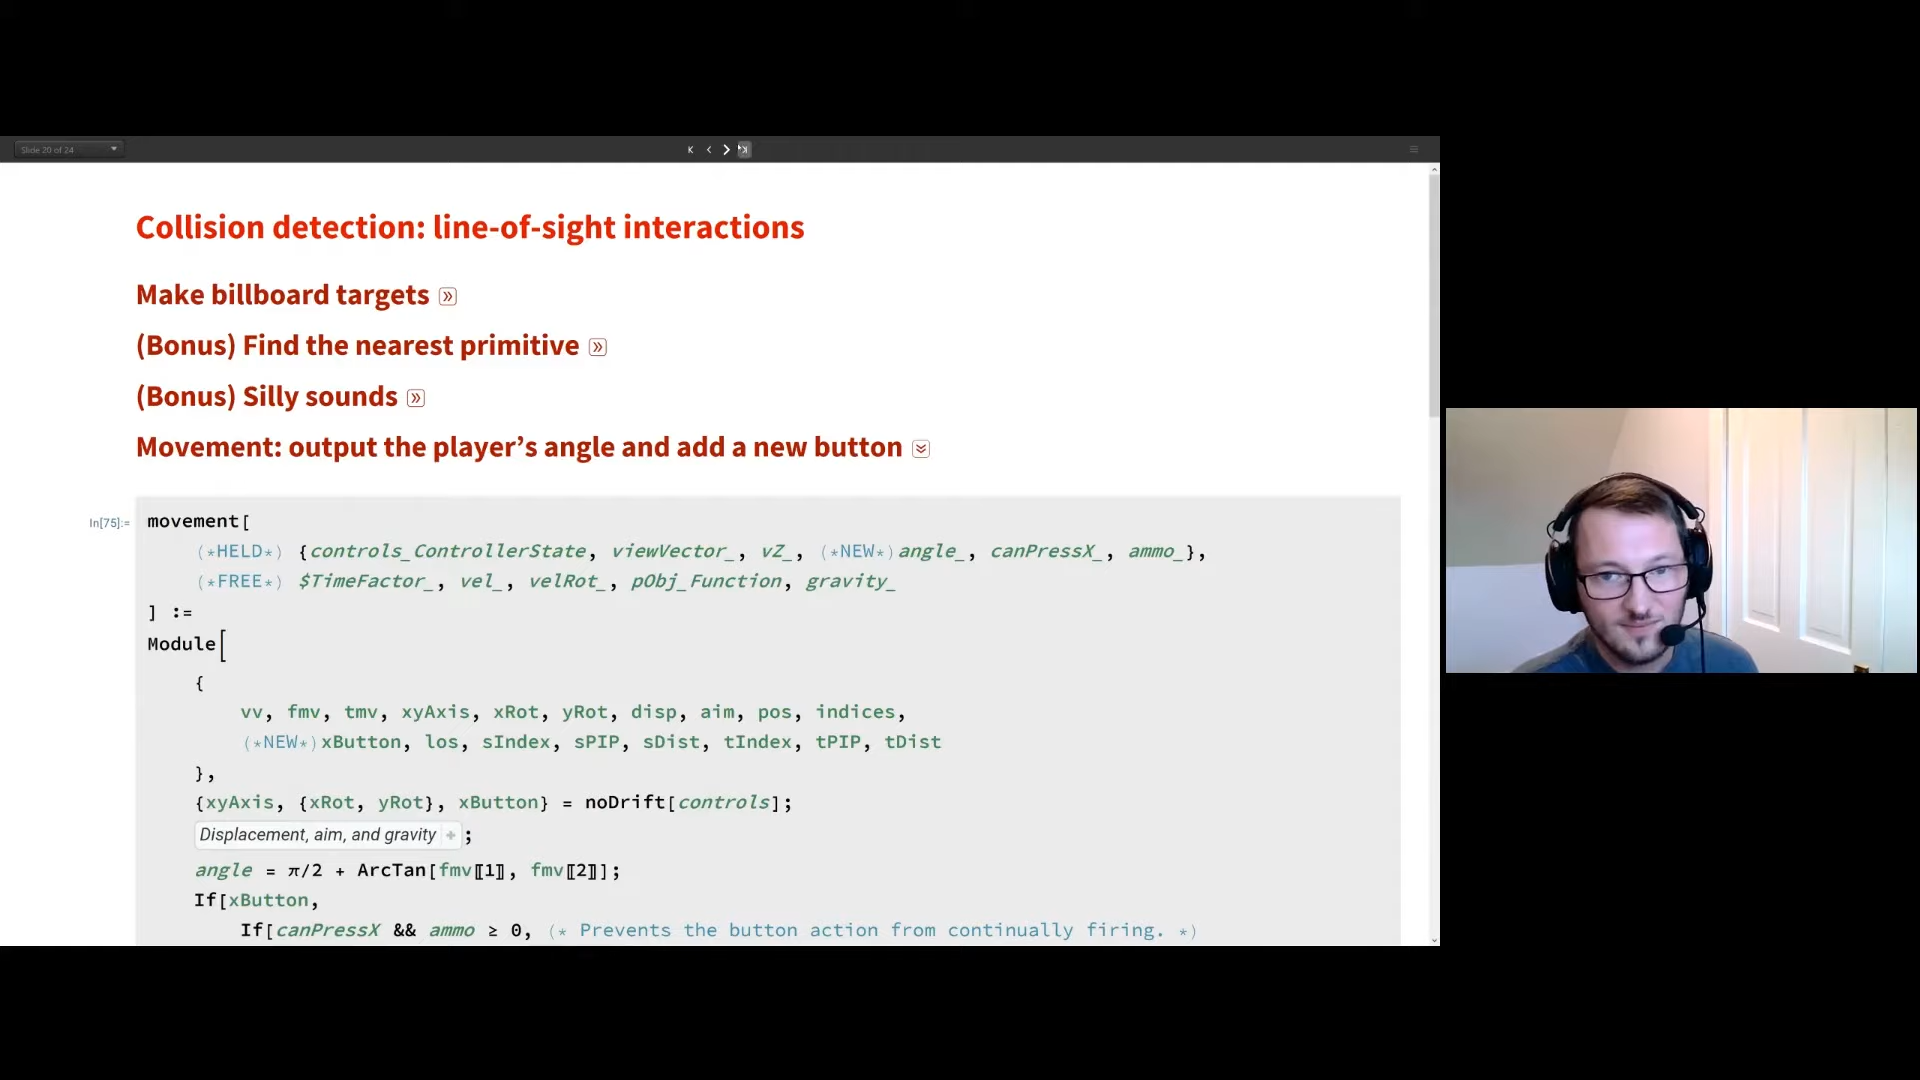 Slide 20 of 24
Collision detection: line-of-sight interactions
Make billboard targets
(Bonus) Find the nearest primitive
(Bonus) Silly sounds
Movement: output the player’s angle and add a new button
In[75]:=
movement[
(*HELD*) {controls_ControllerState, viewVector_, vZ_, (*NEW*)angle_, canPressX_, ammo_},
(*FREE*) $TimeFactor_, vel_, velRot_, pObj_Function, gravity_
] :=
Module[
{
vv, fmv, tmv, xyAxis, xRot, yRot, disp, aim, pos, indices,
(*NEW*)xButton, los, sIndex, sPIP, sDist, tIndex, tPIP, tDist
},
{xyAxis, {xRot, yRot}, xButton} = noDrift[controls];
Displacement, aim, and gravity + ;
angle = π/2 + ArcTan[fmv〚1〛, fmv〚2〛];
If[xButton,
If[canPressX && ammo ≥ 0, (* Prevents the button action from continually firing. *)